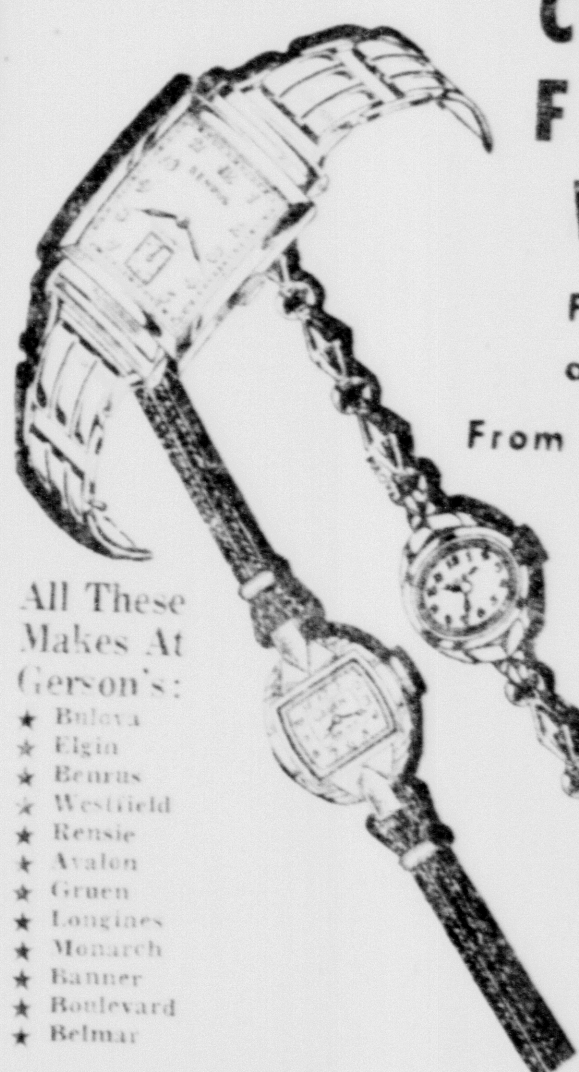 C
F
F
From
All These
Makes At
Gerson's:
★ Bulova
★ Elgin
★ Benrus
★ Westfield
★ Rensie
★ Avalon
★ Gruen
★ Longines
★ Monarch
★ Banner
★ Boulevard
★ Belmar